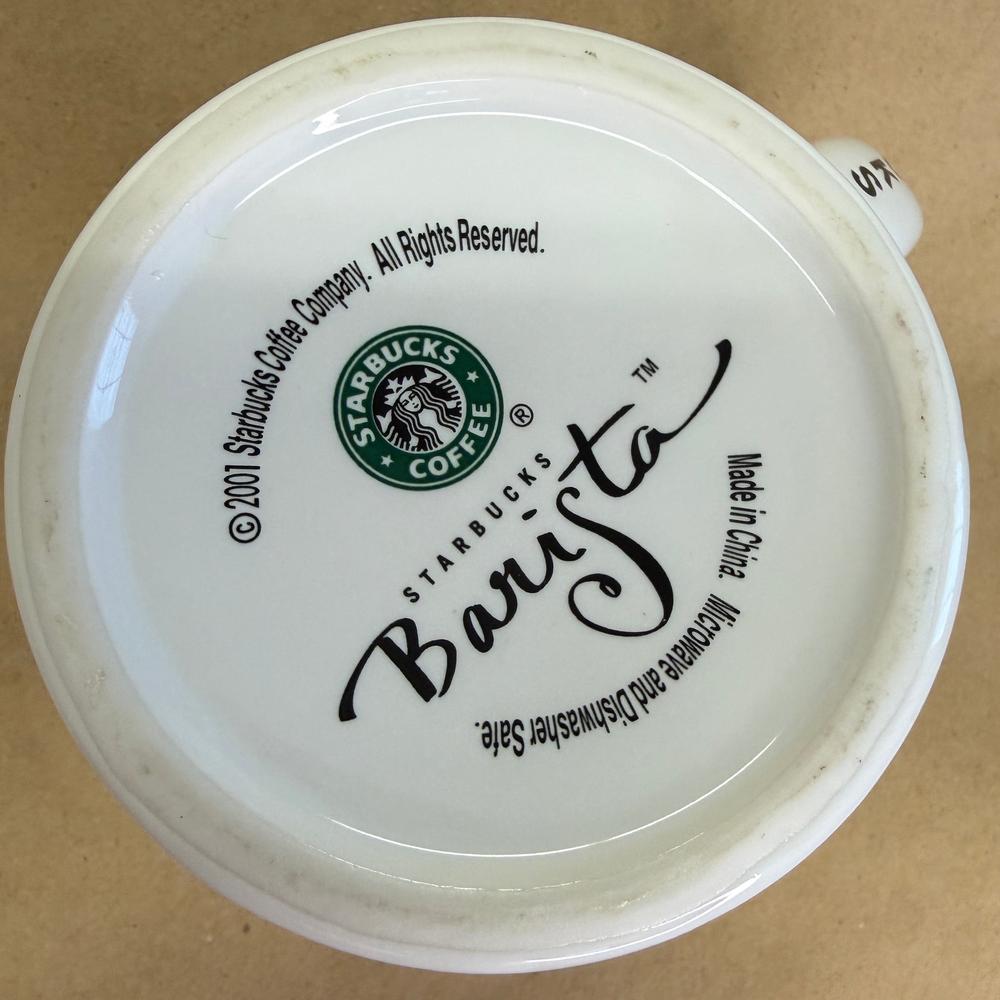 ©2001 Starbucks Coffee Company. All Rights Reserved.
STARBUCKS
COFFEE
®
STARBUCKS
Barista
TM
Made in China. Microwave and Dishwasher Safe.